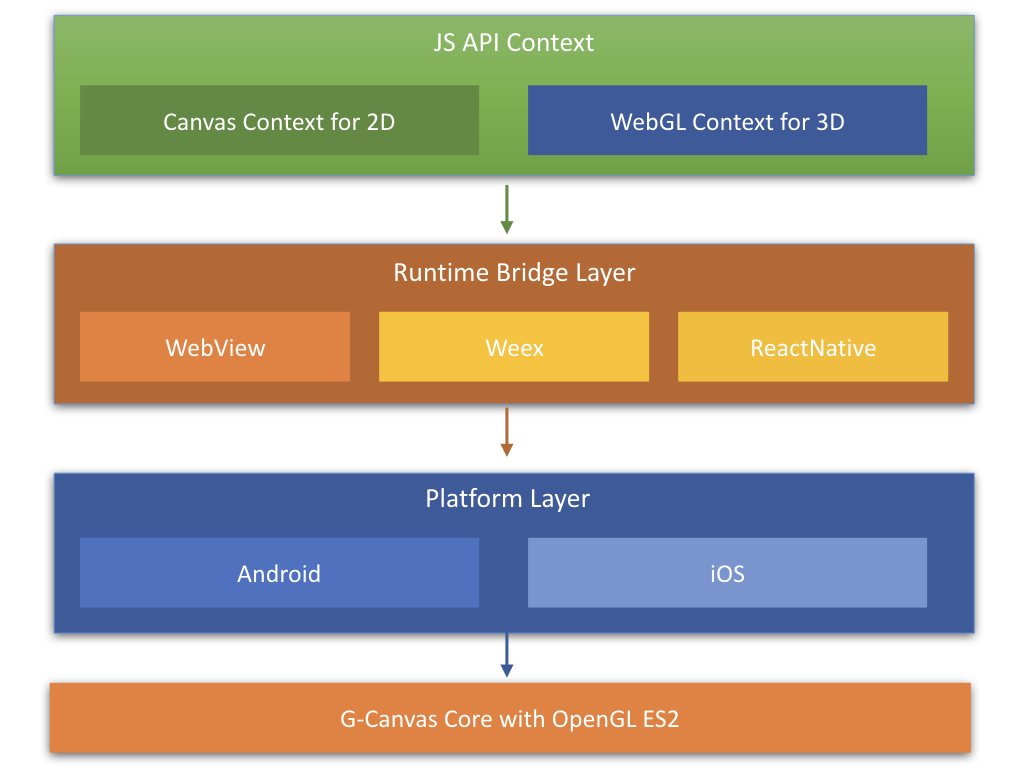 JS API Context
Canvas Context for 2D
WebGL Context for 3D
Runtime Bridge Layer
WebView
Weex
ReactNative
Platform Layer
Android
iOS
G-Canvas Core with OpenGL ES2